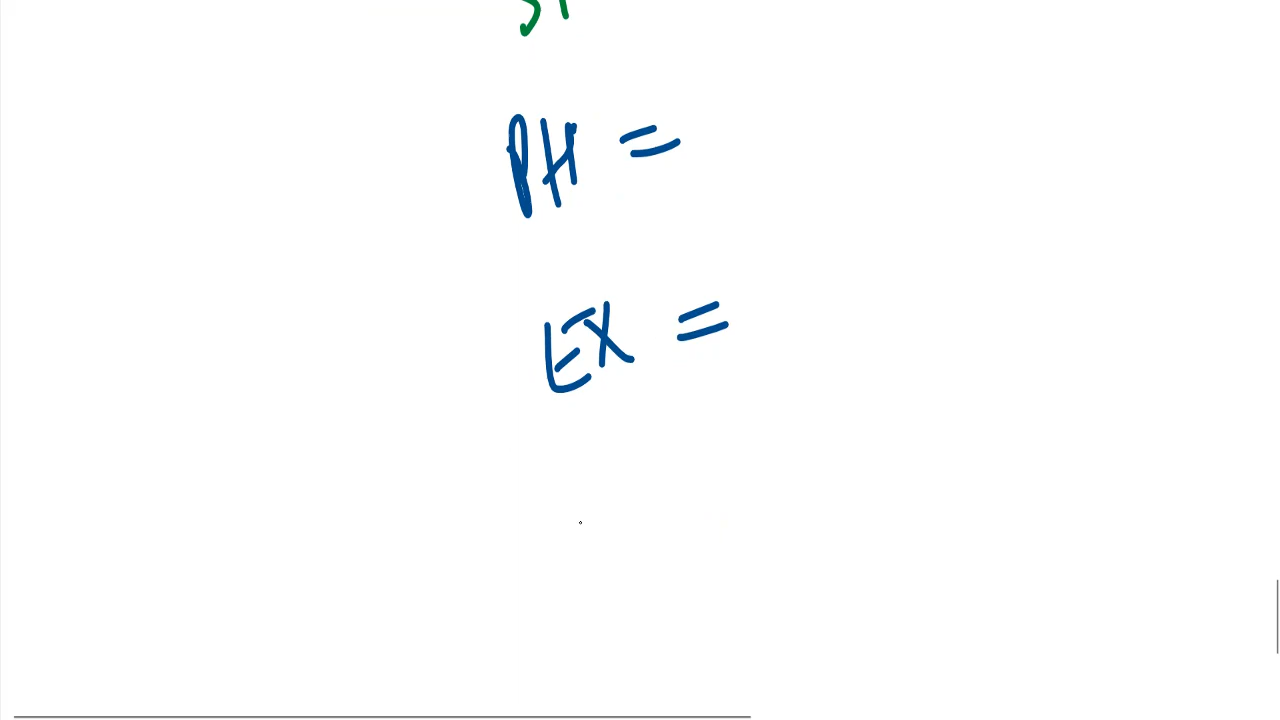 PH =
EX =